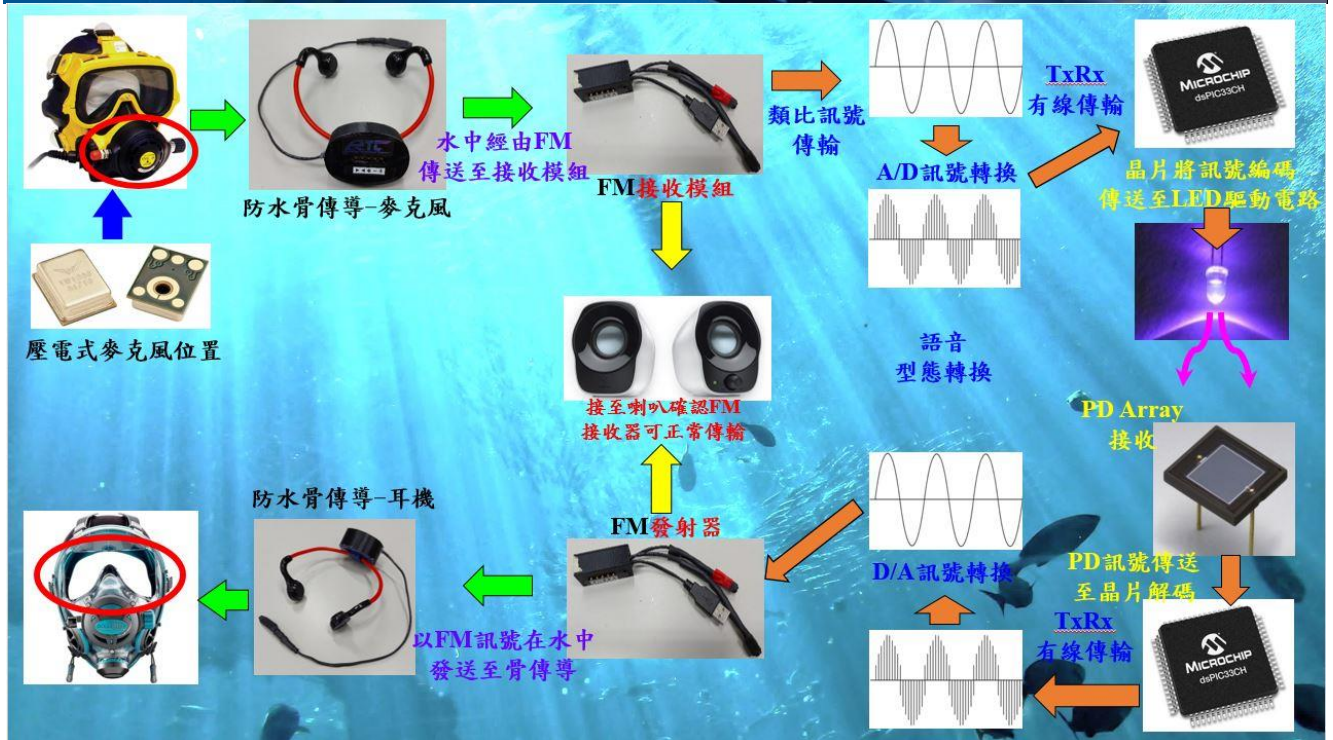 防水骨傳導-麥克風
水中經由FM
傳送至接收模組
FM接收模組
類比訊號
傳輸
A/D訊號轉換
TxRx
有線傳輸
MICROCHIP
dsPIC33CH
晶片將訊號編碼
傳送至LED驅動電路
壓電式麥克風位置
接至喇叭確認FM
接收器可正常傳輸
語音
型態轉換
PD Array
接收
防水骨傳導-耳機
FM發射器
以FM訊號在水中
發送至骨傳導
D/A訊號轉換
PD訊號傳送
至晶片解碼
TxRx
有線傳輸
MICROCHIP
dsPIC33CH